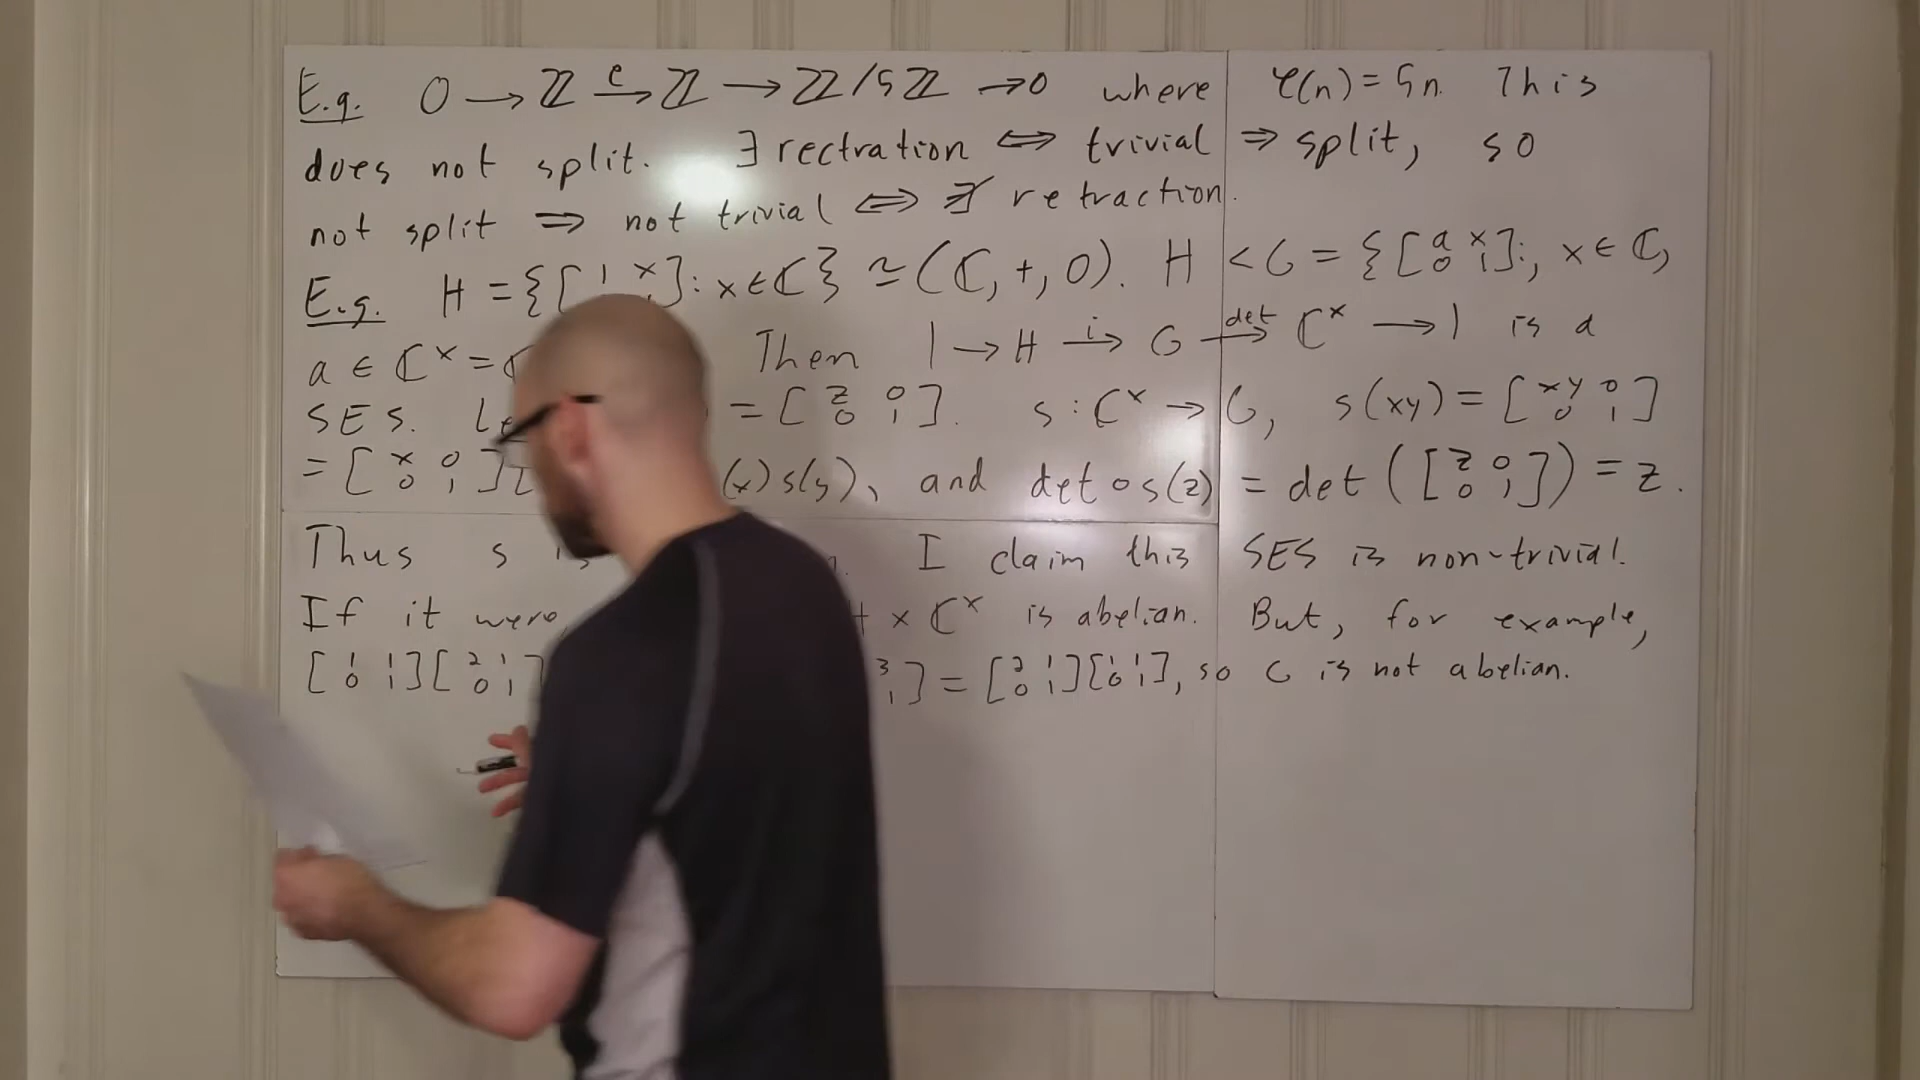 E.g. 0 → ℤ →^φ ℤ → ℤ/5ℤ → 0 where φ(n) = 5n. This
does not split. ∃ rectration ⇔ trivial ⇒ split, so
not split ⇒ not trivial ⇔ ∄ retraction.
E.g. H = {[1 x]: x ∈ ℂ} ≃ (ℂ, +, 0). H < G = {[a x; 0 1]:, x ∈ ℂ,
a ∈ ℂ^× = Then 1 → H →^i G →^det ℂ^× → 1 is a
SES. = [z 0; 0 1]. s: ℂ^× → G, s(xy) = [xy 0; 0 1]
= [x 0; 0 1][ (x)s(y), and det∘s(z) = det([z 0; 0 1]) = z.
Thus s I claim this SES is non-trivial.
If it were, H × ℂ^× is abelian. But, for example,
[1 1; 0 1][2 1; 0 1] 3 1] = [2 1; 0 1][1 1; 0 1], so G is not abelian.